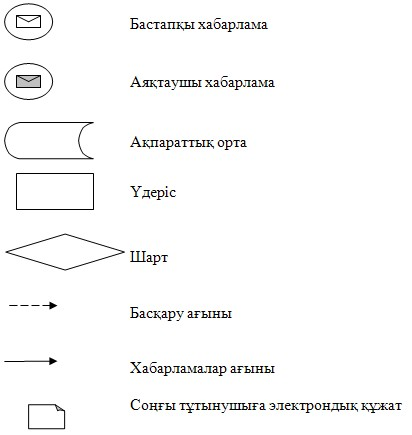 Бастапқы хабарлама
Аяқтаушы хабарлама
Ақпараттық орта
Үдеріс
Шарт
Басқару ағыны
Хабарламалар ағыны
Соңғы тұтынушыға электрондық құжат